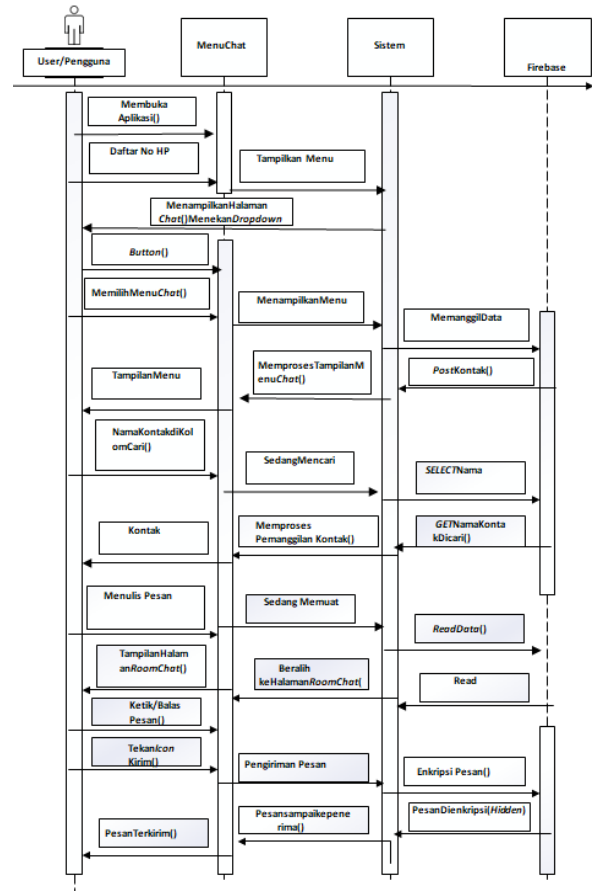 User/Pengguna
MenuChat
Sistem
Firebase
Membuka
Aplikasi()
Daftar No HP
Tampilkan Menu
MenampilkanHalaman
Chat()MenekanDropdown
Button()
MemilihMenuChat()
MenampilkanMenu
MemanggilData
MemprosesTampilanM
enuChat()
PostKontak()
TampilanMenu
NamaKontakdiKol
omCari()
SedangMencari
SELECTNama
Kontak
Memproses
Pemanggilan Kontak()
GETNamaKonta
kDicari()
Menulis Pesan
Sedang Memuat
ReadData()
TampilanHalam
anRoomChat()
Beralih
keHalamanRoomChat(
Read
Ketik/Balas
Pesan()
TekanIcon
Kirim()
Pengiriman Pesan
Enkripsi Pesan()
PesanDienkripsi(Hidden)
Pesansampaikepene
rima()
PesanTerkirim()